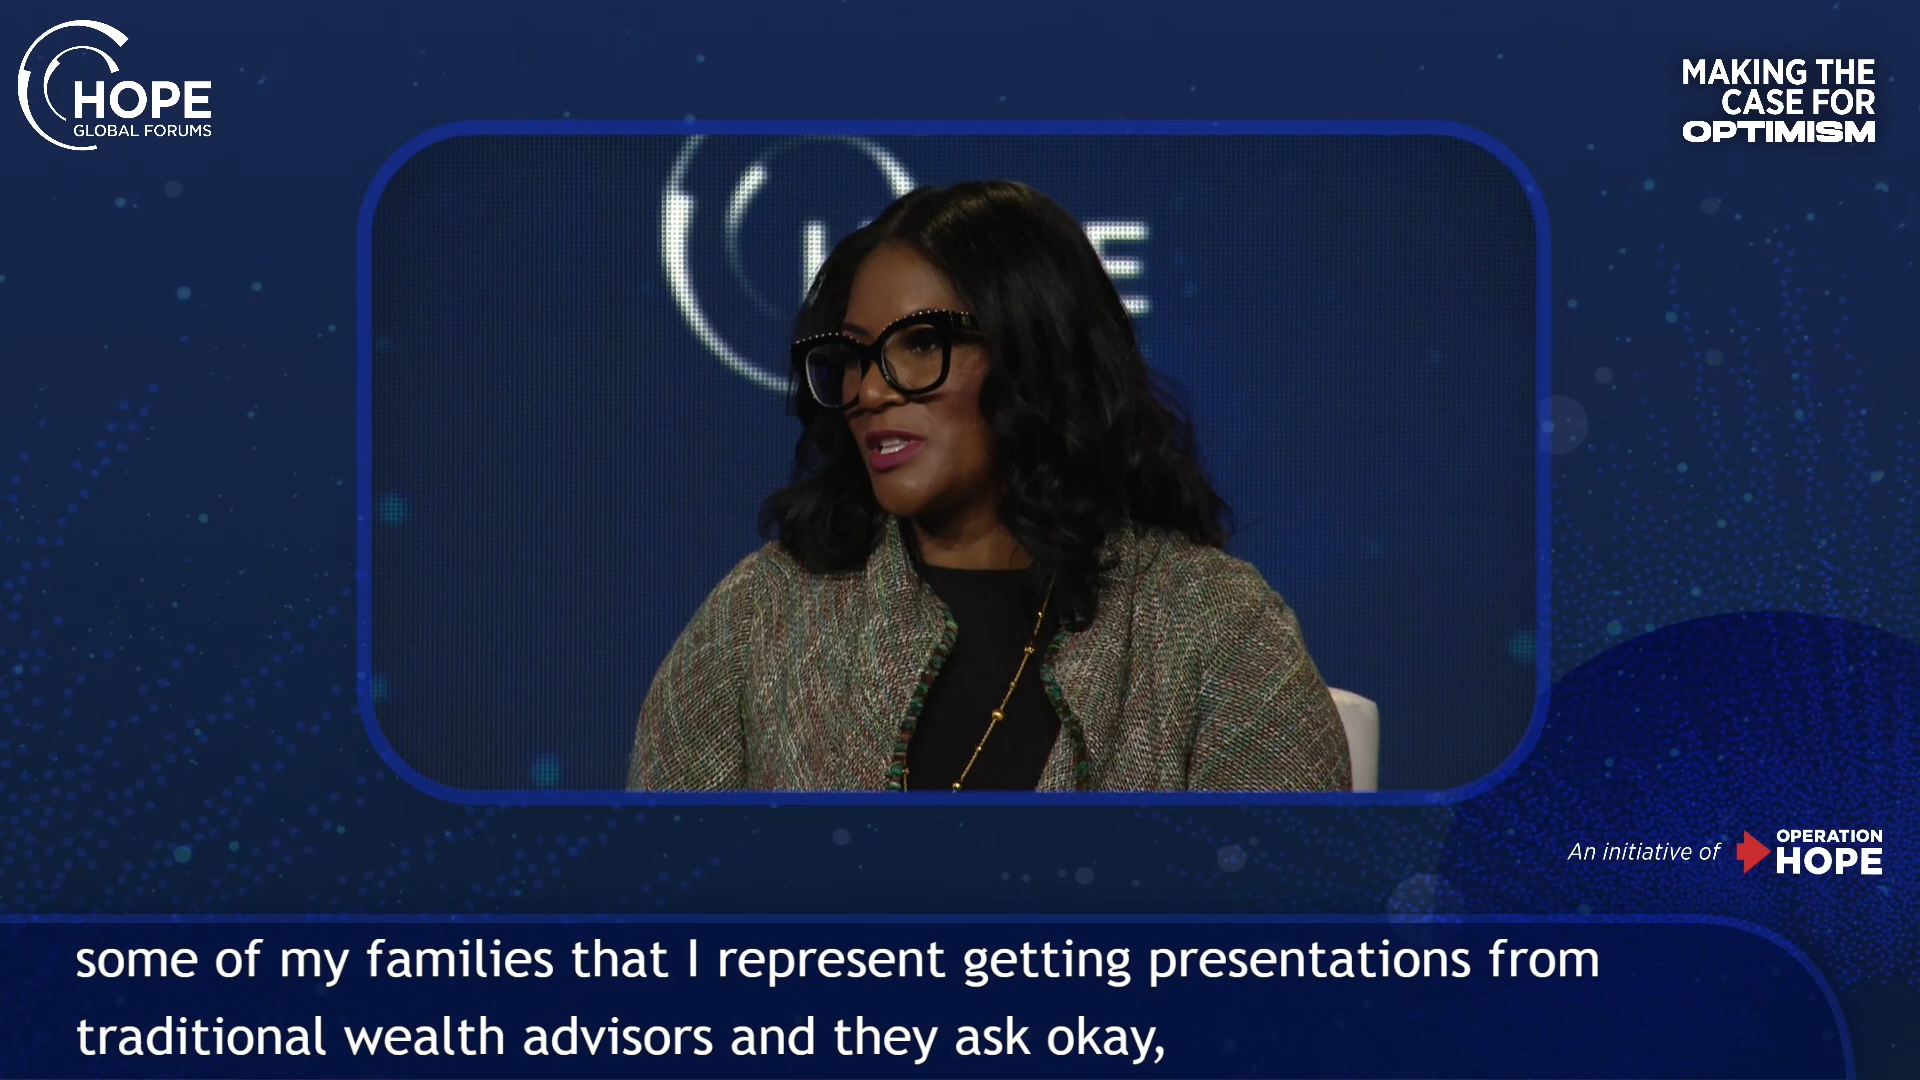 HOPE
GLOBAL FORUMS
MAKING THE
CASE FOR
OPTIMISM
An initiative of
OPERATION
HOPE
some of my families that I represent getting presentations from
traditional wealth advisors and they ask okay,